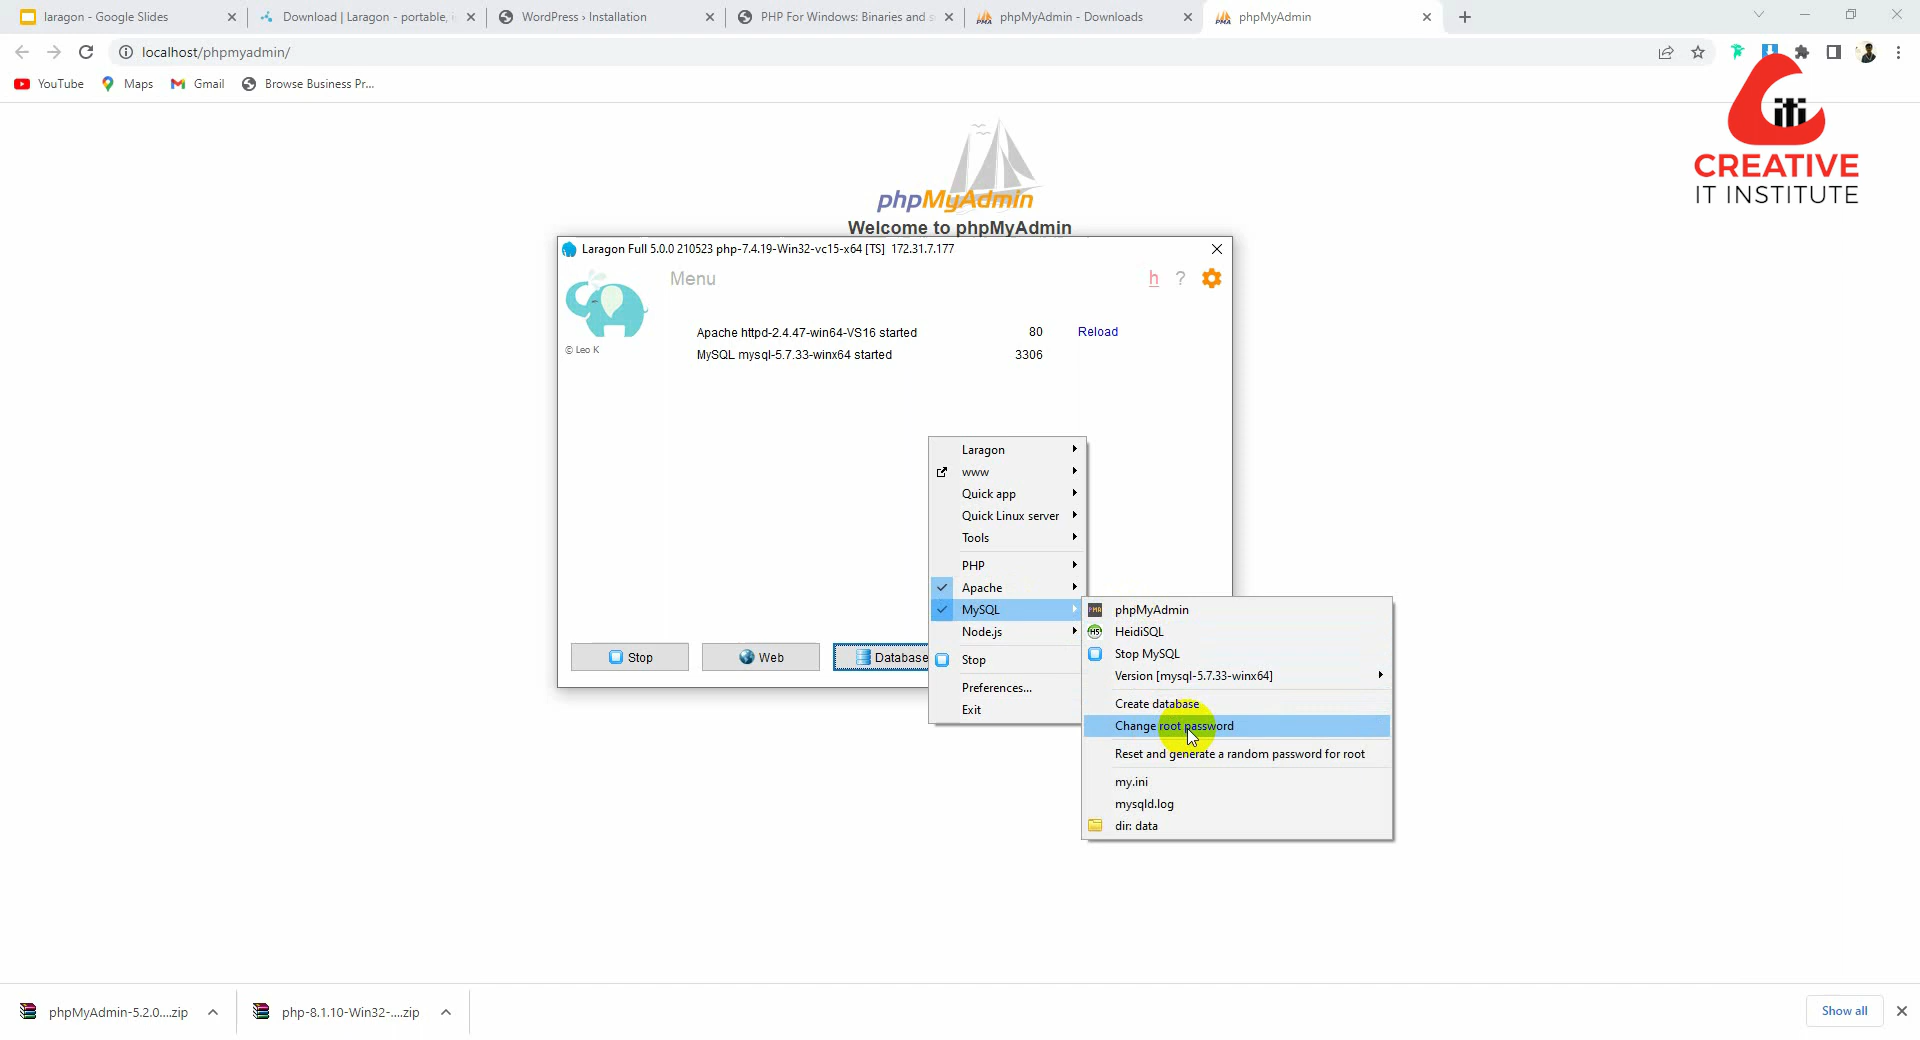 laragon - Google Slides
Download | Laragon - portable, i
WordPress › Installation
PHP For Windows: Binaries and s
phpMyAdmin - Downloads
phpMyAdmin
localhost/phpmyadmin/
YouTube
Maps
Gmail
Browse Business Pr...
iti
CREATIVE
IT INSTITUTE
phpMyAdmin
Welcome to phpMyAdmin
Laragon Full 5.0.0 210523 php-7.4.19-Win32-vc15-x64 [TS] 172.31.7.177
Menu
h
?
© Leo K
Apache httpd-2.4.47-win64-VS16 started 80 Reload
MySQL mysql-5.7.33-winx64 started 3306
Laragon
www
Quick app
Quick Linux server
Tools
PHP
Apache
MySQL
Node.js
Stop
Preferences...
Exit
phpMyAdmin
HeidiSQL
Stop MySQL
Version [mysql-5.7.33-winx64]
Create database
Change root password
Reset and generate a random password for root
my.ini
mysqld.log
dir: data
Stop
Web
Database
phpMyAdmin-5.2.0....zip
php-8.1.10-Win32-....zip
Show all